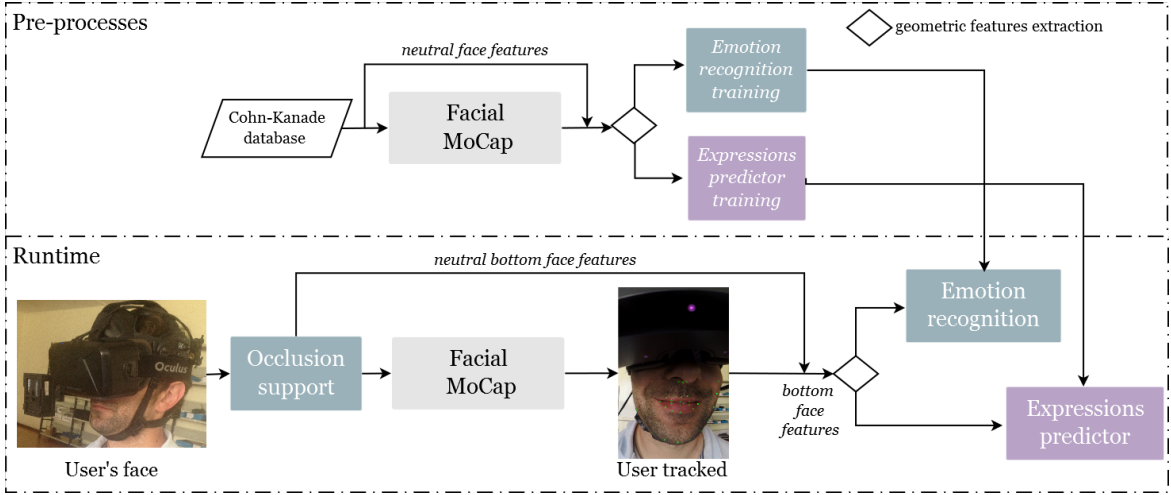 Pre-processes
geometric features extraction
neutral face features
Emotion
recognition
training
Cohn-Kanade
database
Facial
MoCap
Expressions
predictor
training
Runtime
neutral bottom face features
Emotion
recognition
Oculus
Occlusion
support
Facial
MoCap
bottom
face
features
Expressions
predictor
User's face
User tracked